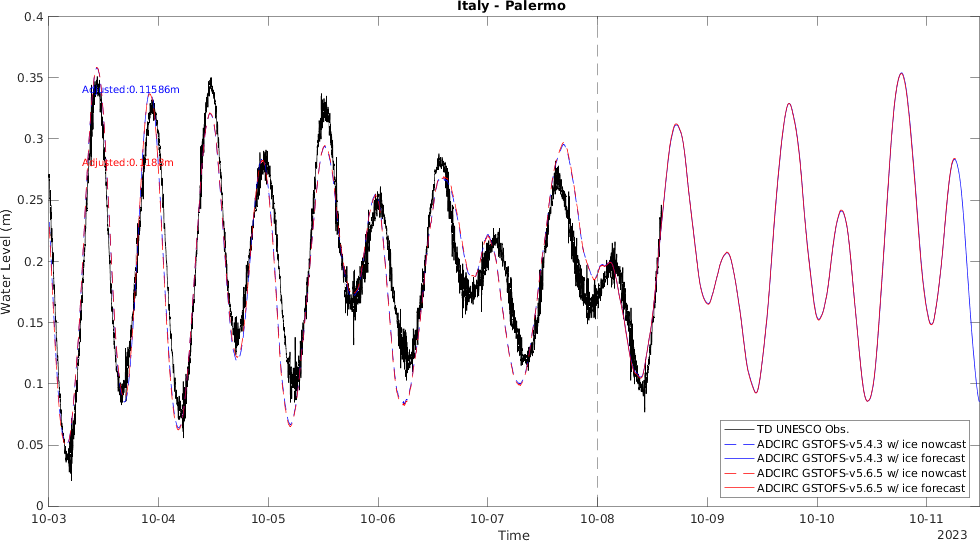 Italy - Palermo
0.4
0.35
0.3
0.25
0.2
0.15
0.1
0.05
0
Water Level (m)
Adjusted:0.11586m
10-03
10-04
10-05
10-06
10-07
10-08
10-09
10-10
10-11
Time
2023
TD UNESCO Obs.
ADCIRC GSTOFS-v5.4.3 w/ ice nowcast
ADCIRC GSTOFS-v5.4.3 w/ ice forecast
ADCIRC GSTOFS-v5.6.5 w/ ice nowcast
ADCIRC GSTOFS-v5.6.5 w/ ice forecast